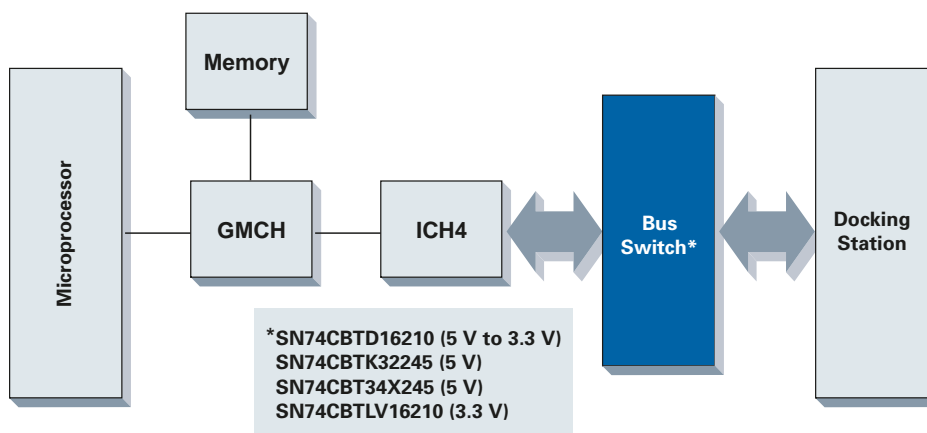 Memory
Microprocessor
GMCH
ICH4
Bus
Switch*
Docking
Station
*SN74CBTD16210 (5 V to 3.3 V)
SN74CBTK32245 (5 V)
SN74CBT34X245 (5 V)
SN74CBTLV16210 (3.3 V)